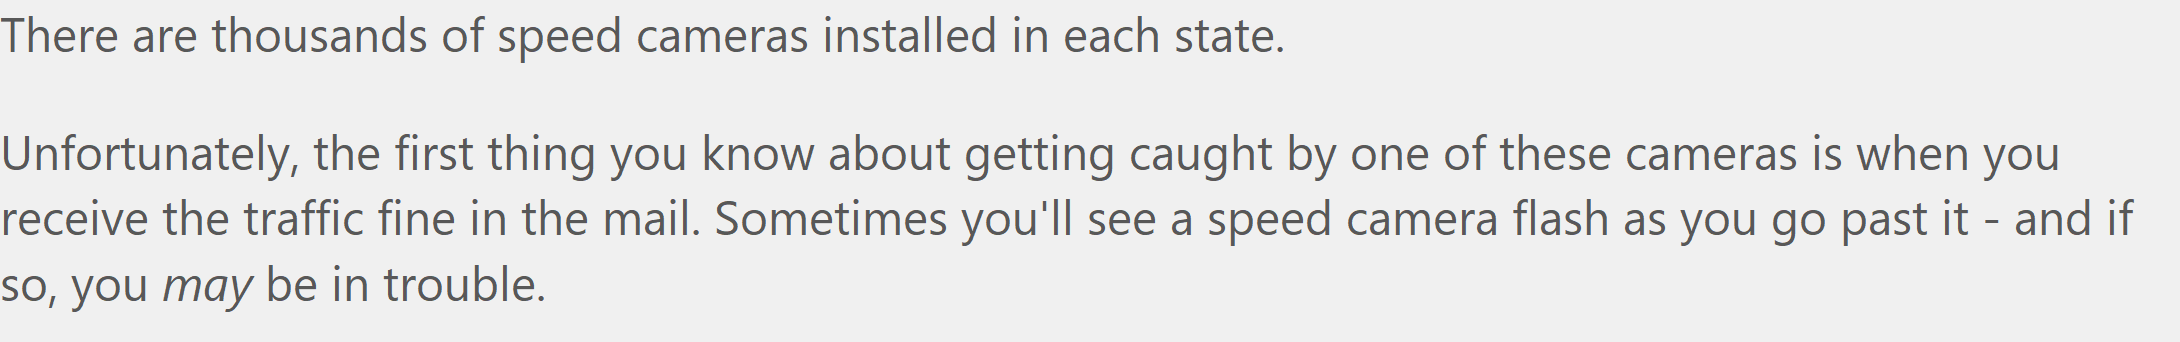 There are thousands of speed cameras installed in each state.
Unfortunately, the first thing you know about getting caught by one of these cameras is when you
receive the traffic fine in the mail. Sometimes you'll see a speed camera flash as you go past it - and if
so, you may be in trouble.